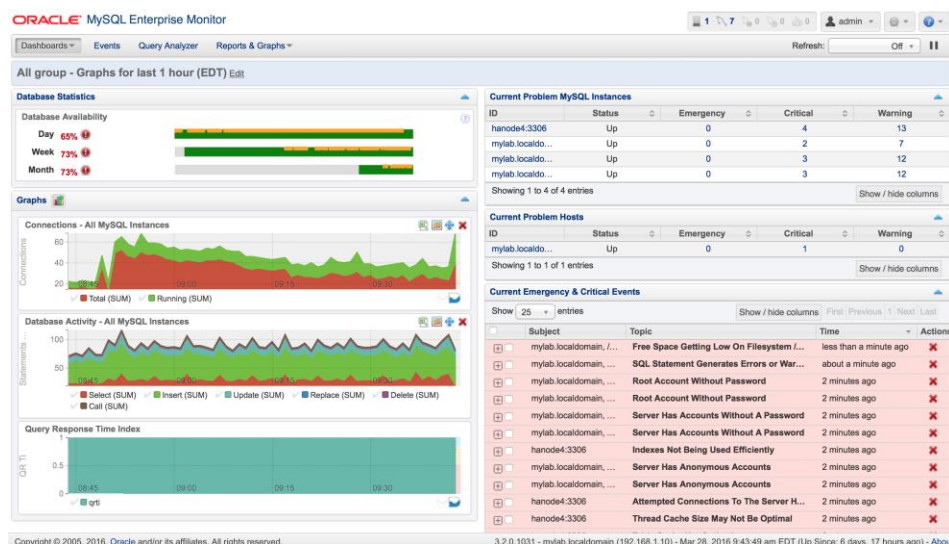 ORACLE MySQL Enterprise Monitor
1 7 0 0 0 admin
Dashboards Events Query Analyzer Reports & Graphs Refresh: Off
All group - Graphs for last 1 hour (EDT) Edit
Database Statistics
Database Availability
Day 65%
Week 73%
Month 73%
Graphs
Connections - All MySQL Instances
Connections
60
40
20
08:45 09:00 09:15 09:30
Total (SUM) Running (SUM)
Database Activity - All MySQL Instances
Statements ...
100
50
08:45 09:00 09:15 09:30
Select (SUM) Insert (SUM) Update (SUM) Replace (SUM) Delete (SUM)
Call (SUM)
Query Response Time Index
QR Ti
1
0.5
0
08:45 09:00 09:15 09:30
qrti
Current Problem MySQL Instances
ID Status Emergency Critical Warning
hanode4:3306 Up 0 4 13
mylab.localdo... Up 0 2 7
mylab.localdo... Up 0 3 12
mylab.localdo... Up 0 3 12
Showing 1 to 4 of 4 entries Show / hide columns
Current Problem Hosts
ID Status Emergency Critical Warning
mylab.localdo... Up 0 1 0
Showing 1 to 1 of 1 entries Show / hide columns
Current Emergency & Critical Events
Show 25 entries Show / hide columns First Previous 1 Next Last
Subject Topic Time Actions
mylab.localdomain, /... Free Space Getting Low On Filesystem /... less than a minute ago
mylab.localdomain, ... SQL Statement Generates Errors or War... about a minute ago
mylab.localdomain, ... Root Account Without Password 2 minutes ago
mylab.localdomain, ... Root Account Without Password 2 minutes ago
mylab.localdomain, ... Server Has Accounts Without A Password 2 minutes ago
mylab.localdomain, ... Server Has Accounts Without A Password 2 minutes ago
hanode4:3306 Indexes Not Being Used Efficiently 2 minutes ago
mylab.localdomain, ... Server Has Anonymous Accounts 2 minutes ago
mylab.localdomain, ... Server Has Anonymous Accounts 2 minutes ago
hanode4:3306 Attempted Connections To The Server H... 2 minutes ago
hanode4:3306 Thread Cache Size May Not Be Optimal 2 minutes ago
Copyright © 2005, 2016, Oracle and/or its affiliates. All rights reserved. 3.2.0.1031 - mylab.localdomain (192.168.1.10) - Mar 28, 2016 9:43:49 am EDT (Up Since: 6 days, 17 hours ago) - Abou